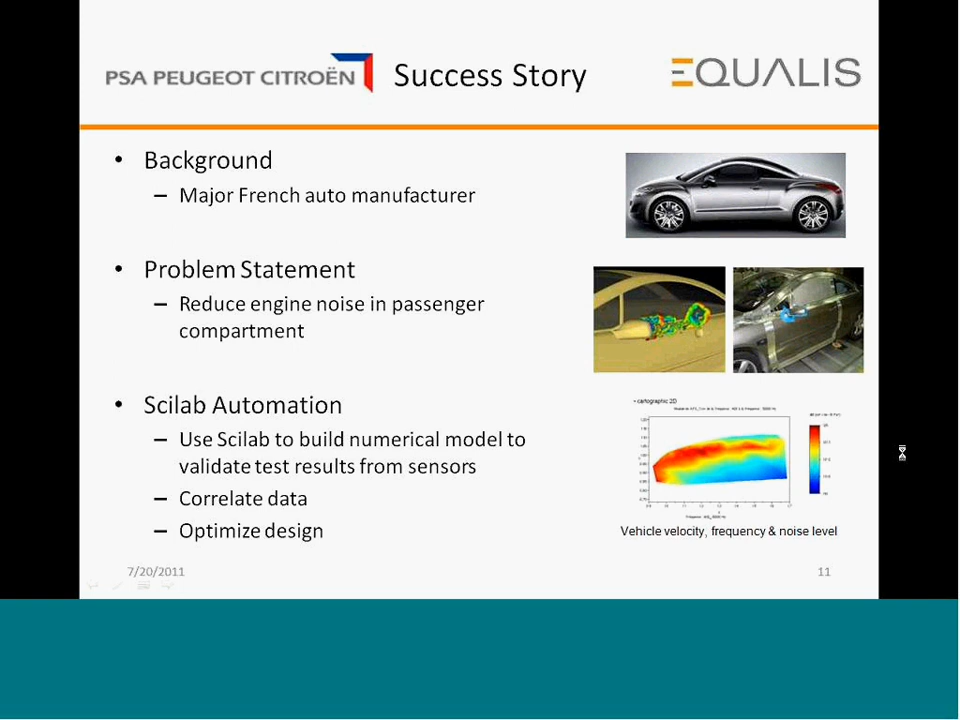 PSA PEUGEOT CITROËN
Success Story
EQUALIS
• Background
– Major French auto manufacturer
• Problem Statement
– Reduce engine noise in passenger
compartment
• Scilab Automation
– Use Scilab to build numerical model to
validate test results from sensors
– Correlate data
– Optimize design
• cartographic 2D
Vehicle velocity, frequency & noise level
7/20/2011
11